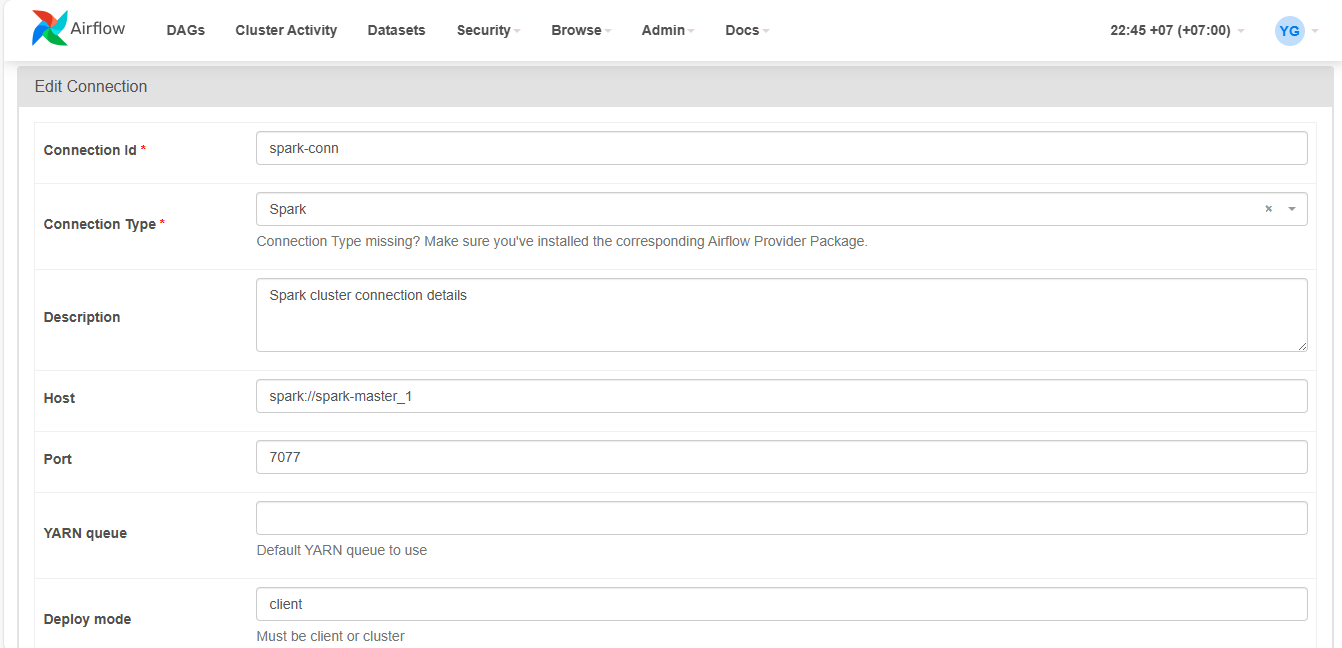 Airflow DAGs Cluster Activity Datasets Security Browse Admin Docs 22:45 +07 (+07:00) YG
Edit Connection
Connection Id * spark-conn
Connection Type * Spark
Connection Type missing? Make sure you've installed the corresponding Airflow Provider Package.
Description Spark cluster connection details
Host spark://spark-master_1
Port 7077
YARN queue
Default YARN queue to use
Deploy mode client
Must be client or cluster